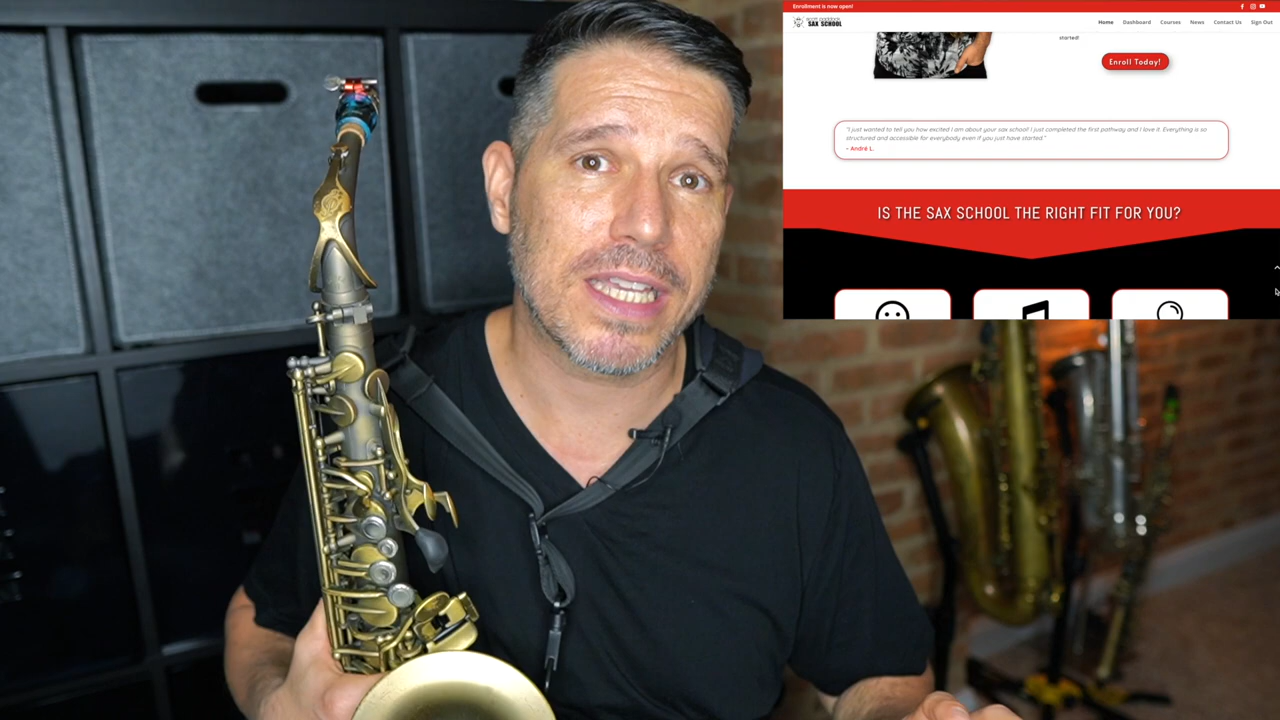 Enrollment is now open!
scott paddock
SAX SCHOOL
Home Dashboard Courses News Contact Us Sign Out
started!
Enroll Today!
"I just wanted to tell you how excited I am about your sax school! I just completed the first pathway and I love it. Everything is so
structured and accessible for everybody even if you just have started."
- André L.
IS THE SAX SCHOOL THE RIGHT FIT FOR YOU?